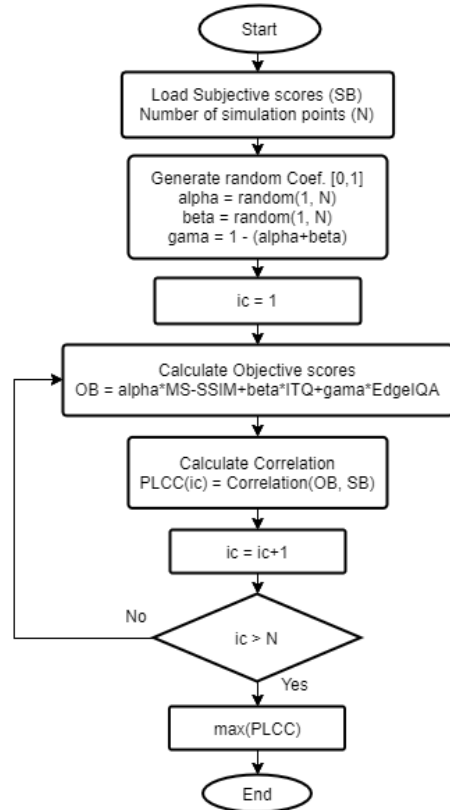 Start
Load Subjective scores (SB)
Number of simulation points (N)
Generate random Coef. [0,1]
alpha = random(1, N)
beta = random(1, N)
gama = 1 - (alpha+beta)
ic = 1
Calculate Objective scores
OB = alpha*MS-SSIM+beta*ITQ+gama*EdgeIQA
Calculate Correlation
PLCC(ic) = Correlation(OB, SB)
ic = ic+1
No
ic > N
Yes
max(PLCC)
End